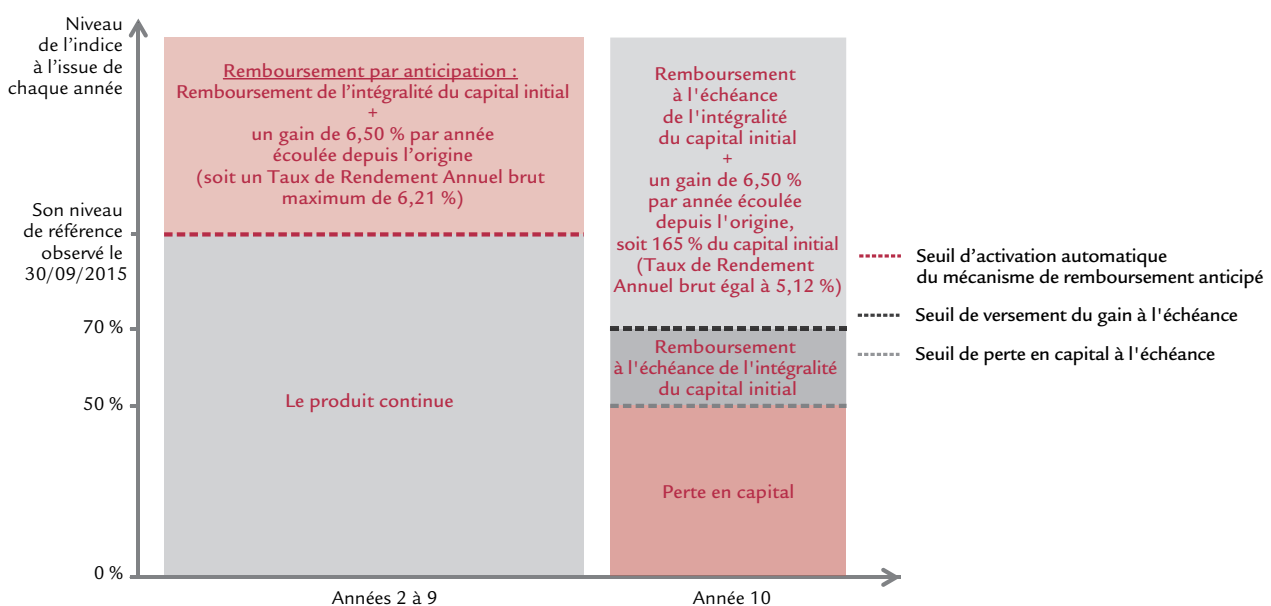 Niveau
de l'indice
à l'issue de
chaque année
Remboursement par anticipation :
Remboursement de l'intégralité du capital initial
+
un gain de 6,50 % par année
écoulée depuis l'origine
(soit un Taux de Rendement Annuel brut
maximum de 6,21 %)
Son niveau
de référence
observé le
30/09/2015
70 %
50 %
0 %
Le produit continue
Années 2 à 9
Remboursement
à l'échéance
de l'intégralité
du capital initial
+
un gain de 6,50 %
par année écoulée
depuis l'origine,
soit 165 % du capital initial
(Taux de Rendement
Annuel brut égal à 5,12 %)
Remboursement
à l'échéance de l'intégralité
du capital initial
Perte en capital
Année 10
Seuil d'activation automatique
du mécanisme de remboursement anticipé
Seuil de versement du gain à l'échéance
Seuil de perte en capital à l'échéance